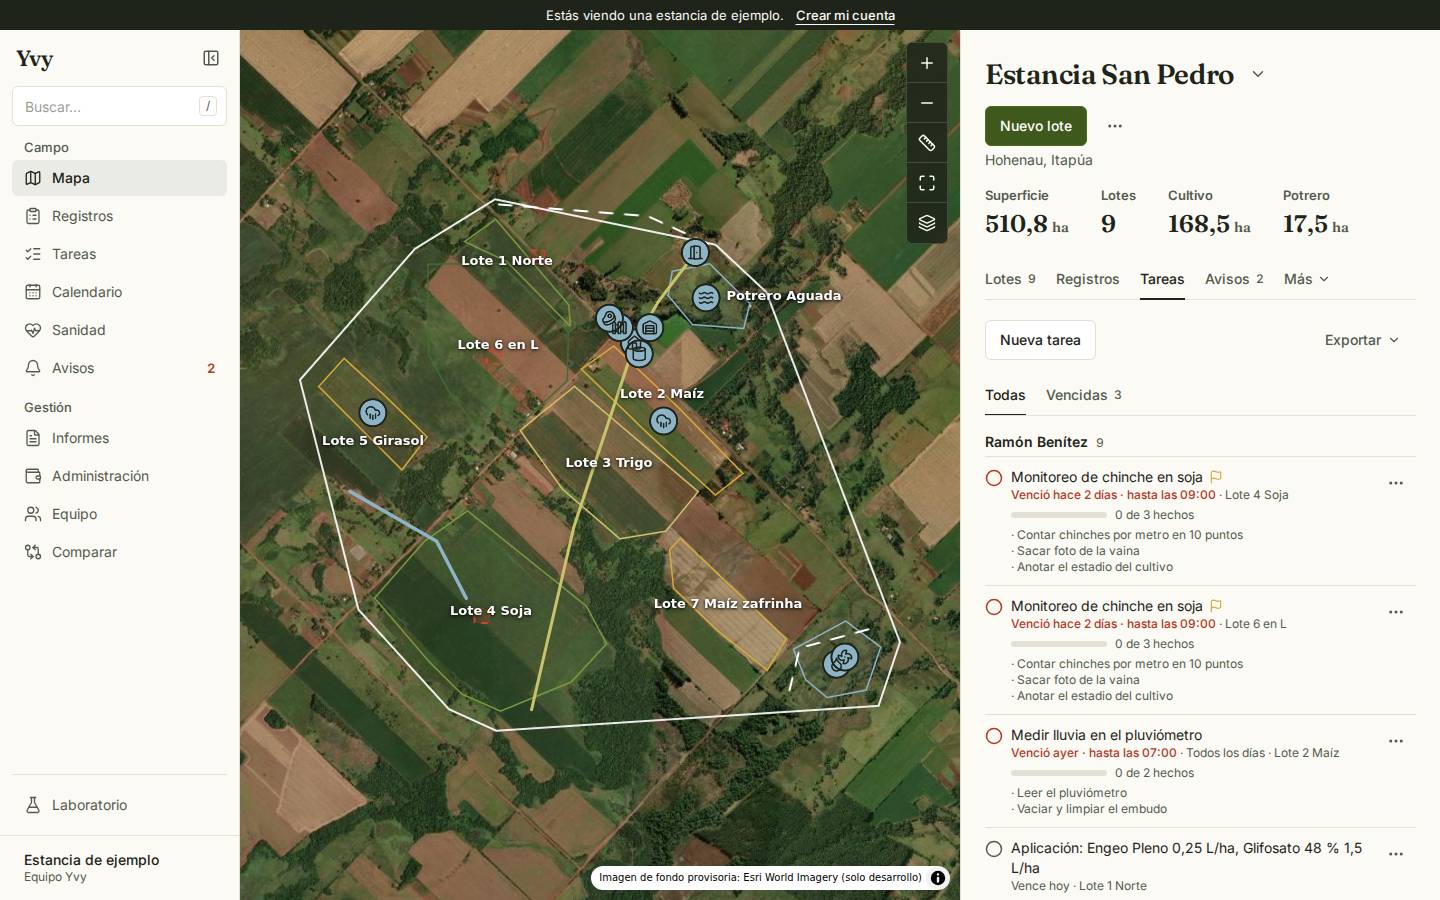 Estás viendo una estancia de ejemplo. Crear mi cuenta
Yvy
Buscar... /
Campo
Mapa
Registros
Tareas
Calendario
Sanidad
Avisos 2
Gestión
Informes
Administración
Equipo
Comparar
Laboratorio
Estancia de ejemplo
Equipo Yvy
Lote 1 Norte
Potrero Aguada
Lote 6 en L
Lote 2 Maíz
Lote 5 Girasol
Lote 3 Trigo
Lote 4 Soja
Lote 7 Maíz zafrinha
Imagen de fondo provisoria: Esri World Imagery (solo desarrollo)
Estancia San Pedro
Nuevo lote
Hohenau, Itapúa
Superficie Lotes Cultivo Potrero
510,8 ha 9 168,5 ha 17,5 ha
Lotes 9 Registros Tareas Avisos 2 Más
Nueva tarea Exportar
Todas Vencidas 3
Ramón Benítez 9
Monitoreo de chinche en soja
Venció hace 2 días · hasta las 09:00 · Lote 4 Soja
0 de 3 hechos
· Contar chinches por metro en 10 puntos
· Sacar foto de la vaina
· Anotar el estadio del cultivo
Monitoreo de chinche en soja
Venció hace 2 días · hasta las 09:00 · Lote 6 en L
0 de 3 hechos
· Contar chinches por metro en 10 puntos
· Sacar foto de la vaina
· Anotar el estadio del cultivo
Medir lluvia en el pluviómetro
Venció ayer · hasta las 07:00 · Todos los días · Lote 2 Maíz
0 de 2 hechos
· Leer el pluviómetro
· Vaciar y limpiar el embudo
Aplicación: Engeo Pleno 0,25 L/ha, Glifosato 48 % 1,5
L/ha
Vence hoy · Lote 1 Norte